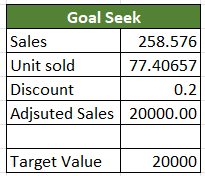 Goal Seek
Sales 258.576
Unit sold 77.40657
Discount 0.2
Adjsuted Sales 20000.00
Target Value 20000